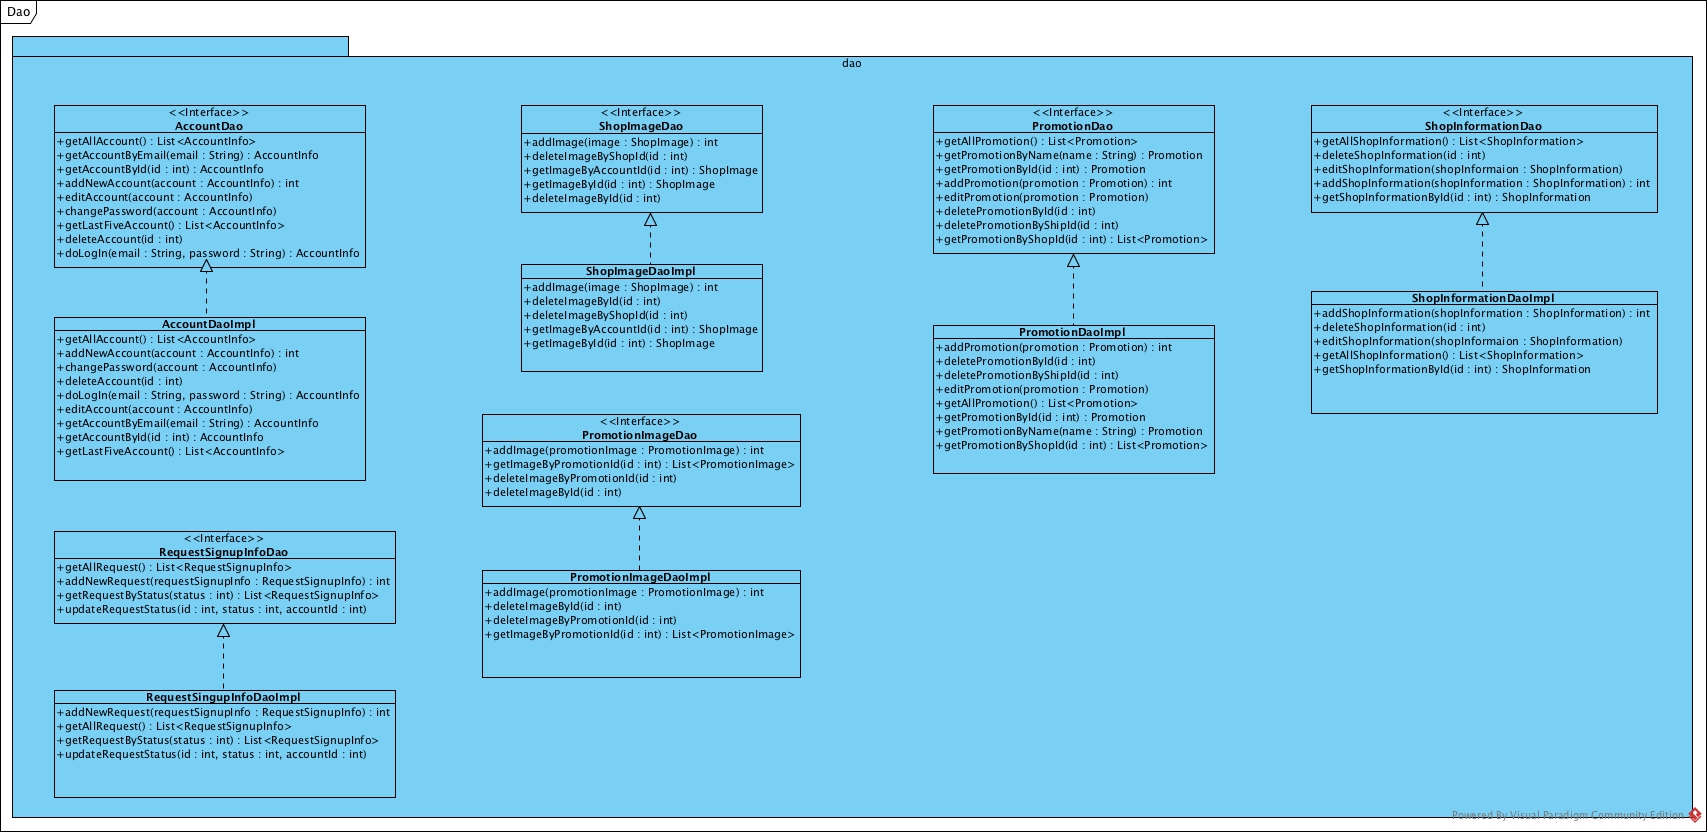 Dao
dao
<<Interface>>
AccountDao
+getAllAccount() : List<AccountInfo>
+getAccountByEmail(email : String) : AccountInfo
+getAccountById(id : int) : AccountInfo
+addNewAccount(account : AccountInfo) : int
+editAccount(account : AccountInfo)
+changePassword(account : AccountInfo)
+getLastFiveAccount() : List<AccountInfo>
+deleteAccount(id : int)
+doLogIn(email : String, password : String) : AccountInfo
AccountDaoImpl
+getAllAccount() : List<AccountInfo>
+addNewAccount(account : AccountInfo) : int
+changePassword(account : AccountInfo)
+deleteAccount(id : int)
+doLogIn(email : String, password : String) : AccountInfo
+editAccount(account : AccountInfo)
+getAccountByEmail(email : String) : AccountInfo
+getAccountById(id : int) : AccountInfo
+getLastFiveAccount() : List<AccountInfo>
<<Interface>>
RequestSignupInfoDao
+getAllRequest() : List<RequestSignupInfo>
+addNewRequest(requestSignupInfo : RequestSignupInfo) : int
+getRequestByStatus(status : int) : List<RequestSignupInfo>
+updateRequestStatus(id : int, status : int, accountId : int)
RequestSingupInfoDaoImpl
+addNewRequest(requestSignupInfo : RequestSignupInfo) : int
+getAllRequest() : List<RequestSignupInfo>
+getRequestByStatus(status : int) : List<RequestSignupInfo>
+updateRequestStatus(id : int, status : int, accountId : int)
<<Interface>>
ShopImageDao
+addImage(image : ShopImage) : int
+deleteImageByShopId(id : int)
+getImageByAccountId(id : int) : ShopImage
+getImageById(id : int) : ShopImage
+deleteImageById(id : int)
ShopImageDaoImpl
+addImage(image : ShopImage) : int
+deleteImageById(id : int)
+deleteImageByShopId(id : int)
+getImageByAccountId(id : int) : ShopImage
+getImageById(id : int) : ShopImage
<<Interface>>
PromotionImageDao
+addImage(promotionImage : PromotionImage) : int
+getImageByPromotionId(id : int) : List<PromotionImage>
+deleteImageByPromotionId(id : int)
+deleteImageById(id : int)
PromotionImageDaoImpl
+addImage(promotionImage : PromotionImage) : int
+deleteImageById(id : int)
+deleteImageByPromotionId(id : int)
+getImageByPromotionId(id : int) : List<PromotionImage>
<<Interface>>
PromotionDao
+getAllPromotion() : List<Promotion>
+getPromotionByName(name : String) : Promotion
+getPromotionById(id : int) : Promotion
+addPromotion(promotion : Promotion) : int
+editPromotion(promotion : Promotion)
+deletePromotionById(id : int)
+deletePromotionByShipId(id : int)
+getPromotionByShopId(id : int) : List<Promotion>
PromotionDaoImpl
+addPromotion(promotion : Promotion) : int
+deletePromotionById(id : int)
+deletePromotionByShipId(id : int)
+editPromotion(promotion : Promotion)
+getAllPromotion() : List<Promotion>
+getPromotionById(id : int) : Promotion
+getPromotionByName(name : String) : Promotion
+getPromotionByShopId(id : int) : List<Promotion>
<<Interface>>
ShopInformationDao
+getAllShopInformation() : List<ShopInformation>
+deleteShopInformation(id : int)
+editShopInformation(shopInformaion : ShopInformation)
+addShopInformation(shopInformation : ShopInformation) : int
+getShopInformationById(id : int) : ShopInformation
ShopInformationDaoImpl
+addShopInformation(shopInformation : ShopInformation) : int
+deleteShopInformation(id : int)
+editShopInformation(shopInformaion : ShopInformation)
+getAllShopInformation() : List<ShopInformation>
+getShopInformationById(id : int) : ShopInformation
Powered By Visual Paradigm Community Edition